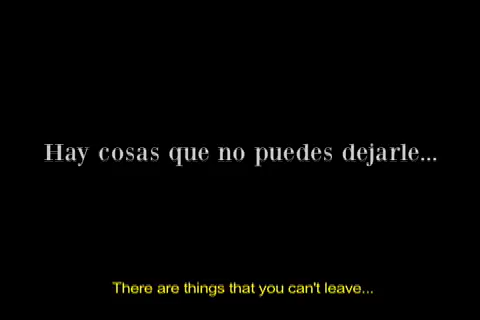 Hay cosas que no puedes dejarle...
There are things that you can't leave...